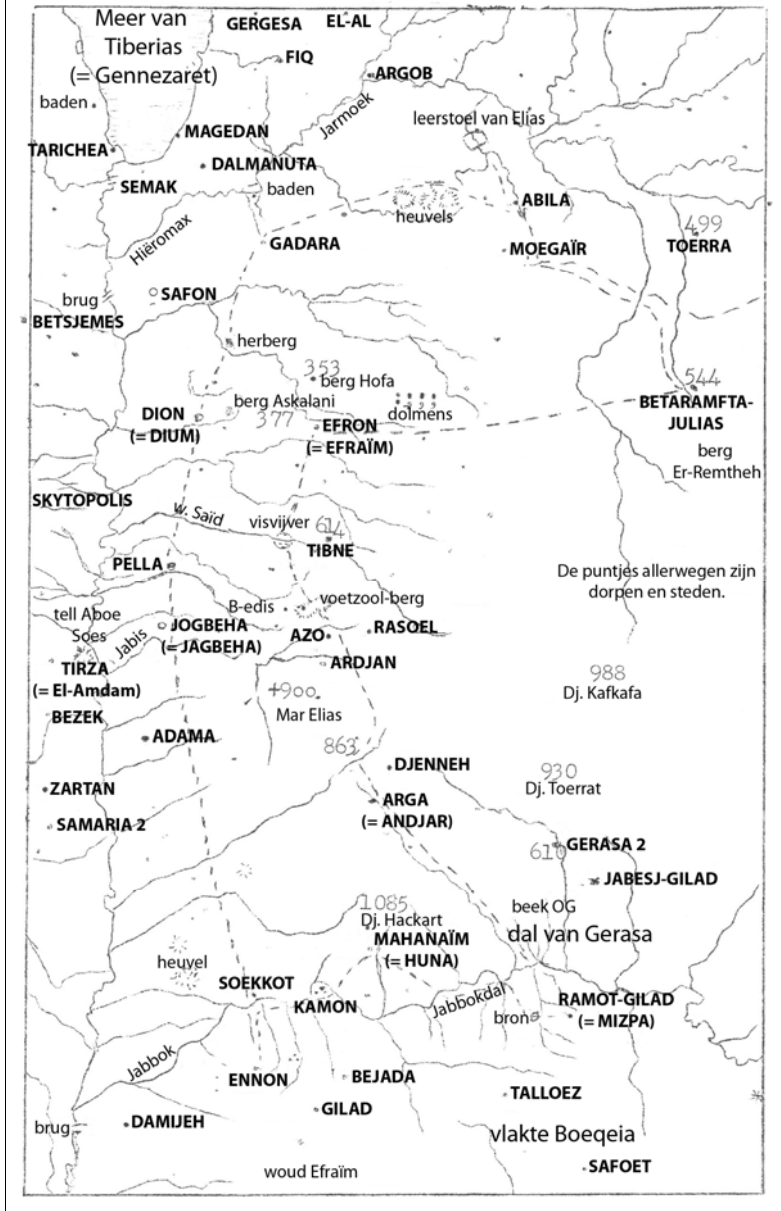 Meer van
Tiberias
(= Gennezaret)
GERGESA
EL-AL
FIQ
ARGOB
baden
Jarmoek
leerstoel van Elias
MAGEDAN
TARICHEA
DALMANUTA
SEMAK
baden
heuvels
ABILA
Hiëromax
GADARA
MOEGAÏR
499
TOERRA
SAFON
brug
BETSJEMES
herberg
353
berg Hofa
544
berg Askalani
377
dolmens
BETARAMFTA-
JULIAS
DION
(= DIUM)
EFRON
(= EFRAÏM)
berg
Er-Remtheh
SKYTOPOLIS
w. Saïd
visvijver
614
TIBNE
PELLA
De puntjes allerwegen zijn
dorpen en steden.
B-edis
voetzool-berg
tell Aboe
Soes
Jabis
JOGBEHA
(= JAGBEHA)
AZO
RASOEL
TIRZA
(= El-Amdam)
ARDJAN
988
Dj. Kafkafa
+900
Mar Elias
BEZEK
ADAMA
863
DJENNEH
930
Dj. Toerrat
ZARTAN
ARGA
(= ANDJAR)
SAMARIA 2
GERASA 2
610
JABESJ-GILAD
1085
Dj. Hackart
beek OG
MAHANAÏM
(= HUNA)
dal van Gerasa
heuvel
SOEKKOT
KAMON
Jabbokdal
RAMOT-GILAD
(= MIZPA)
bron
Jabbok
ENNON
BEJADA
TALLOEZ
GILAD
brug
DAMIJEH
vlakte Boeqeia
woud Efraïm
SAFOET